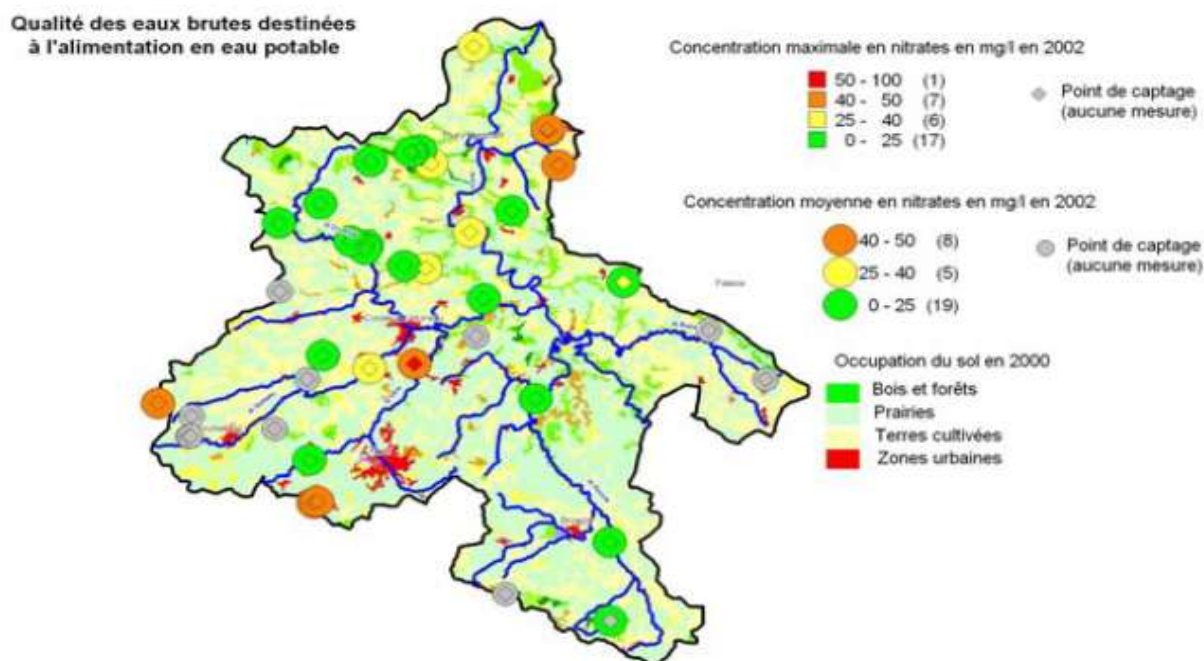 Qualité des eaux brutes destinées
à l'alimentation en eau potable
Concentration maximale en nitrates en mg/l en 2002
50 - 100 (1)
40 - 50 (7)
25 - 40 (6)
0 - 25 (17)
Point de captage
(aucune mesure)
Concentration moyenne en nitrates en mg/l en 2002
40 - 50 (8)
25 - 40 (5)
0 - 25 (19)
Point de captage
(aucune mesure)
Occupation du sol en 2000
Bois et forêts
Prairies
Terres cultivées
Zones urbaines